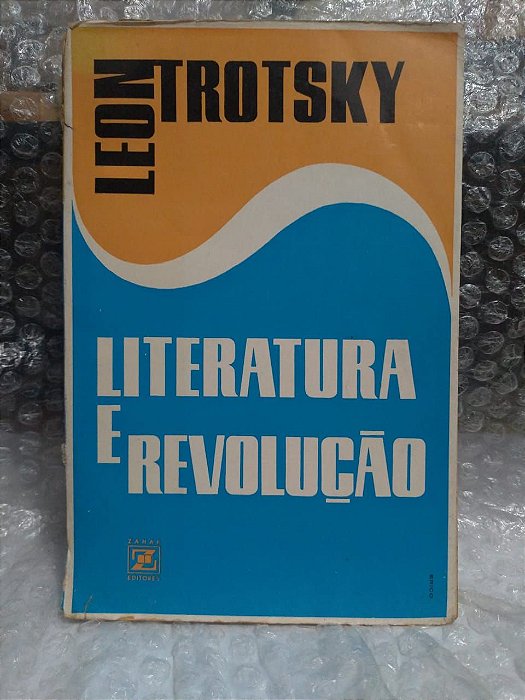 LEON TROTSKY
LITERATURA
E REVOLUÇÃO
ZAHAR
EDITORES